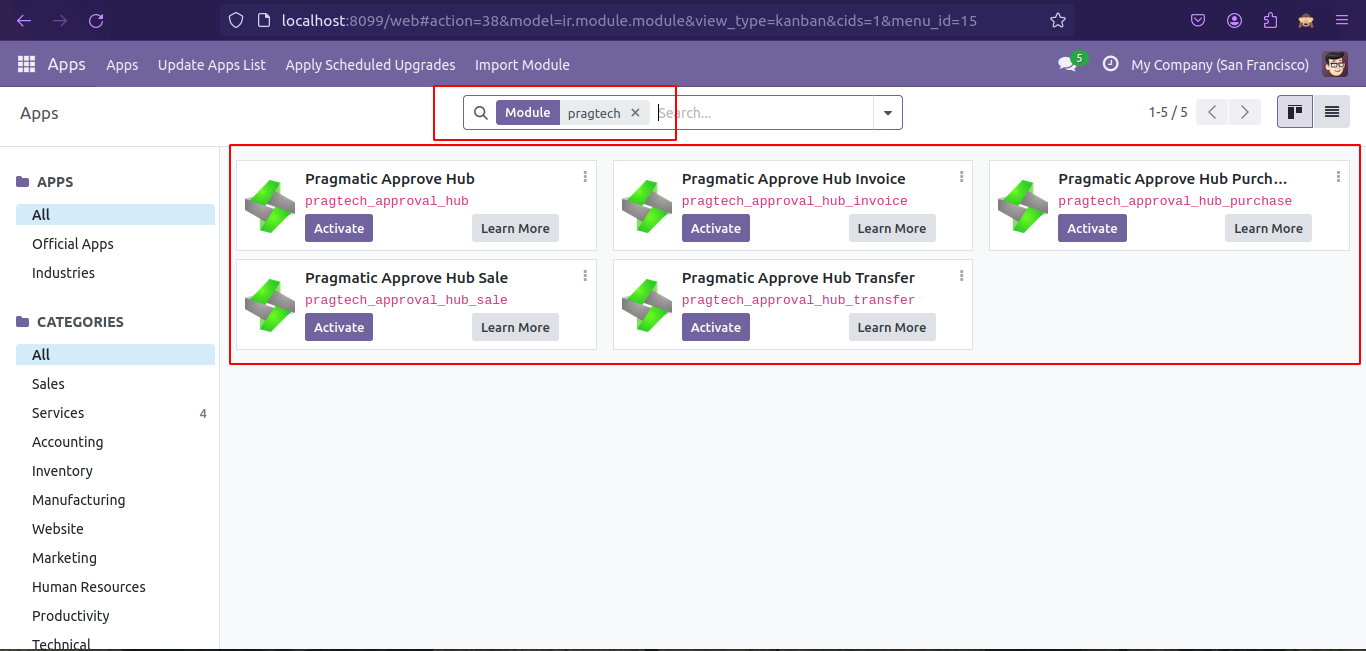 localhost:8099/web#action=38&model=ir.module.module&view_type=kanban&cids=1&menu_id=15
Apps Apps Update Apps List Apply Scheduled Upgrades Import Module 5 My Company (San Francisco)
Apps Module pragtech × Search... 1-5 / 5
APPS
All
Official Apps
Industries
CATEGORIES
All
Sales
Services 4
Accounting
Inventory
Manufacturing
Website
Marketing
Human Resources
Productivity
Technical
Pragmatic Approve Hub
pragtech_approval_hub
Activate Learn More
Pragmatic Approve Hub Invoice
pragtech_approval_hub_invoice
Activate Learn More
Pragmatic Approve Hub Purch...
pragtech_approval_hub_purchase
Activate Learn More
Pragmatic Approve Hub Sale
pragtech_approval_hub_sale
Activate Learn More
Pragmatic Approve Hub Transfer
pragtech_approval_hub_transfer
Activate Learn More